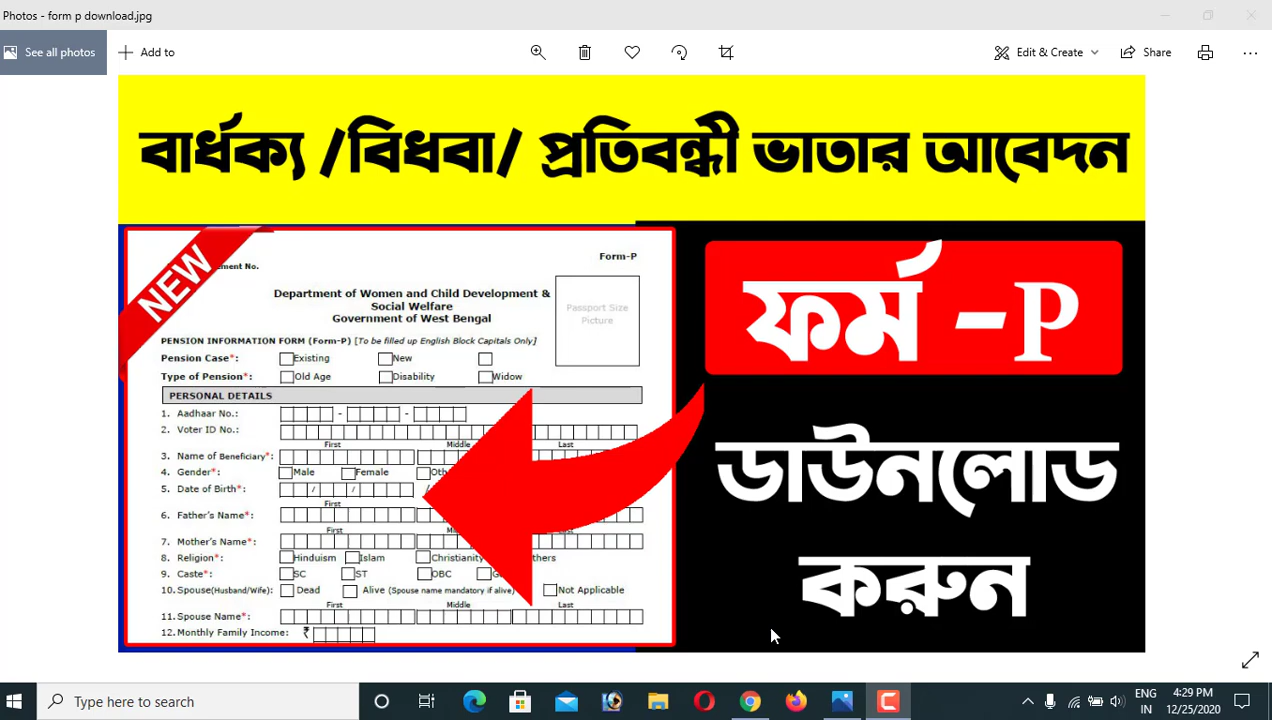 Photos - form p download.jpg
See all photos
Add to
Edit & Create
Share
বার্ধক্য /বিধবা/ প্রতিবন্ধী ভাতার আবেদন
NEW
ment No.
Form-P
Department of Women and Child Development &
Social Welfare
Government of West Bengal
Passport Size
Picture
PENSION INFORMATION FORM (Form-P) [To be filled up English Block Capitals Only]
Pension Case*: Existing New
Type of Pension*: Old Age Disability Widow
PERSONAL DETAILS
1. Aadhaar No.: - -
2. Voter ID No.:
First Middle Last
3. Name of Beneficiary*:
4. Gender*: Male Female
5. Date of Birth*: / /
First
6. Father's Name*:
First
7. Mother's Name*:
8. Religion*: Hinduism Islam Christianity thers
9. Caste*: SC ST OBC
10. Spouse(Husband/Wife): Dead Alive (Spouse name mandatory if alive) Not Applicable
First Middle Last
11. Spouse Name*:
12. Monthly Family Income: ₹
ফর্ম -P
ডাউনলোড
করুন
Type here to search
ENG
IN
4:29 PM
12/25/2020